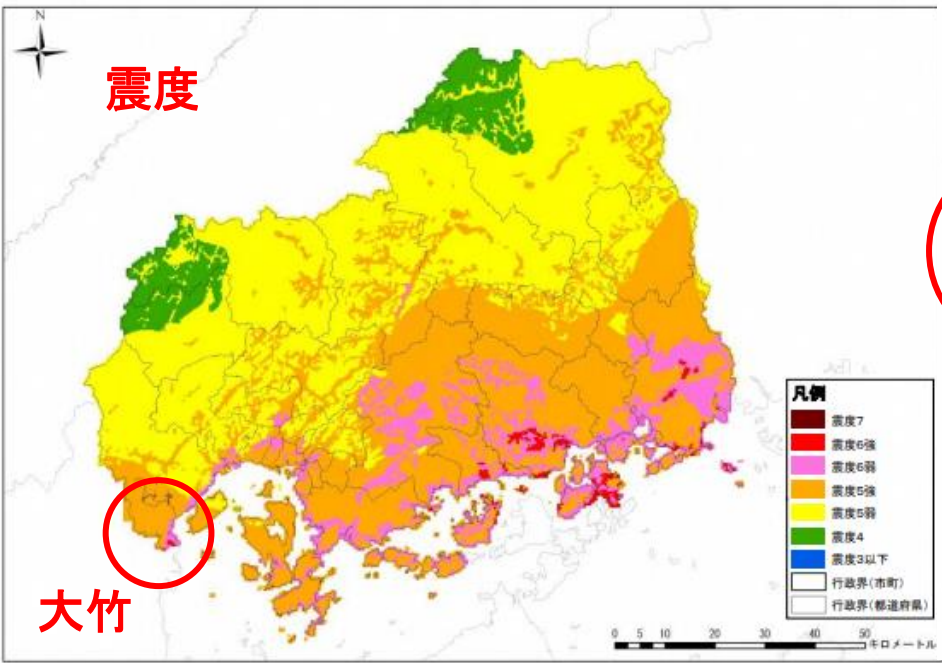 N
震度
凡例
震度7
震度6強
震度6弱
震度5強
震度5弱
震度4
震度3以下
行政界(市町)
行政界(都道府県)
大竹
0 5 10 20 30 40 50
キロメートル